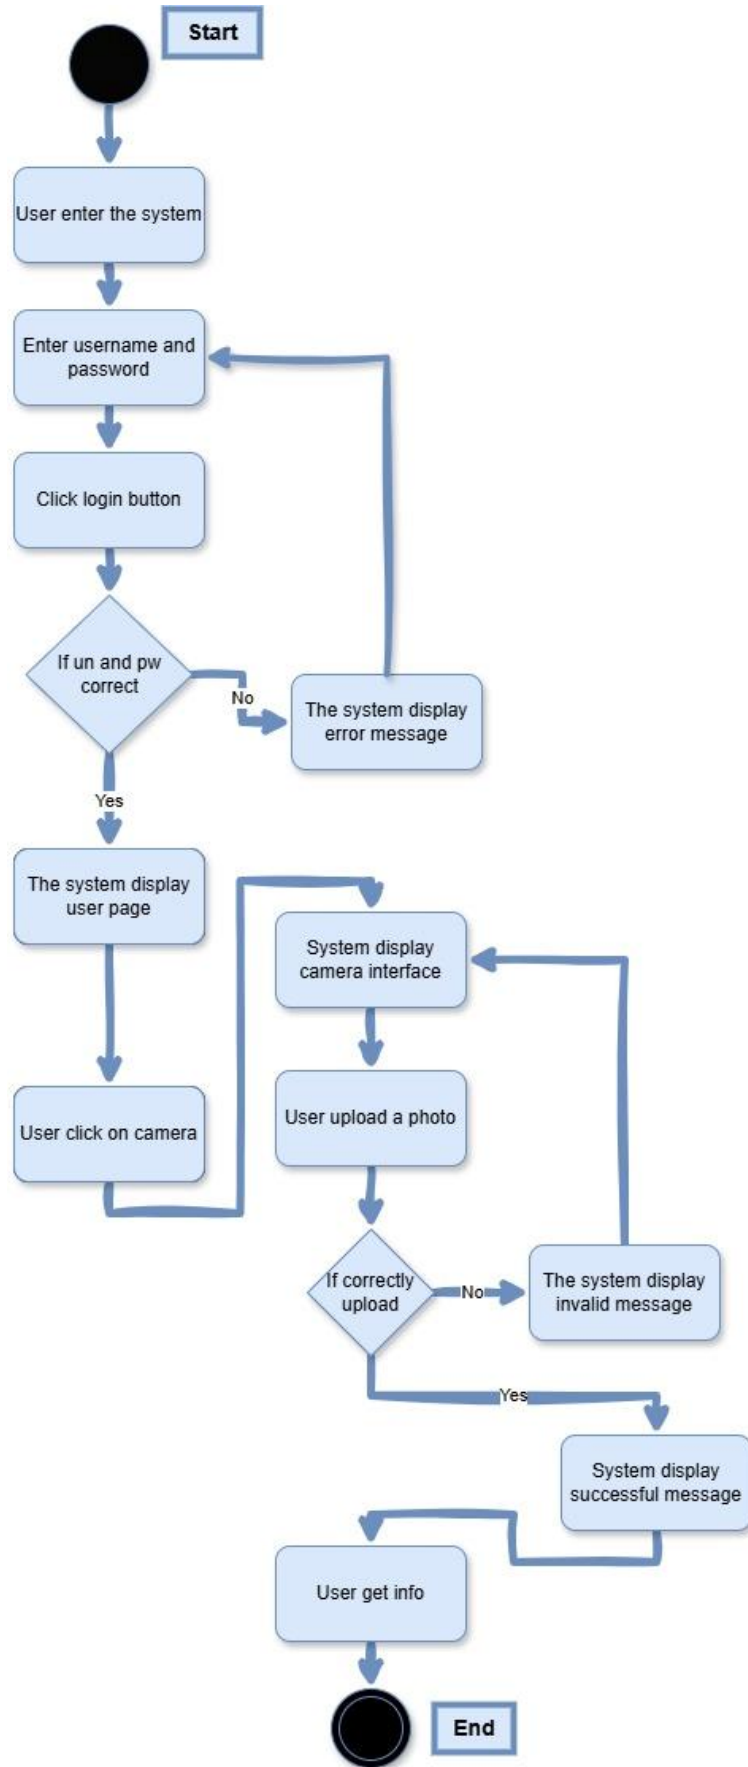 Start
User enter the system
Enter username and
password
Click login button
If un and pw
correct
No
The system display
error message
Yes
The system display
user page
User click on camera
System display
camera interface
User upload a photo
If correctly
upload
No
The system display
invalid message
Yes
System display
successful message
User get info
End